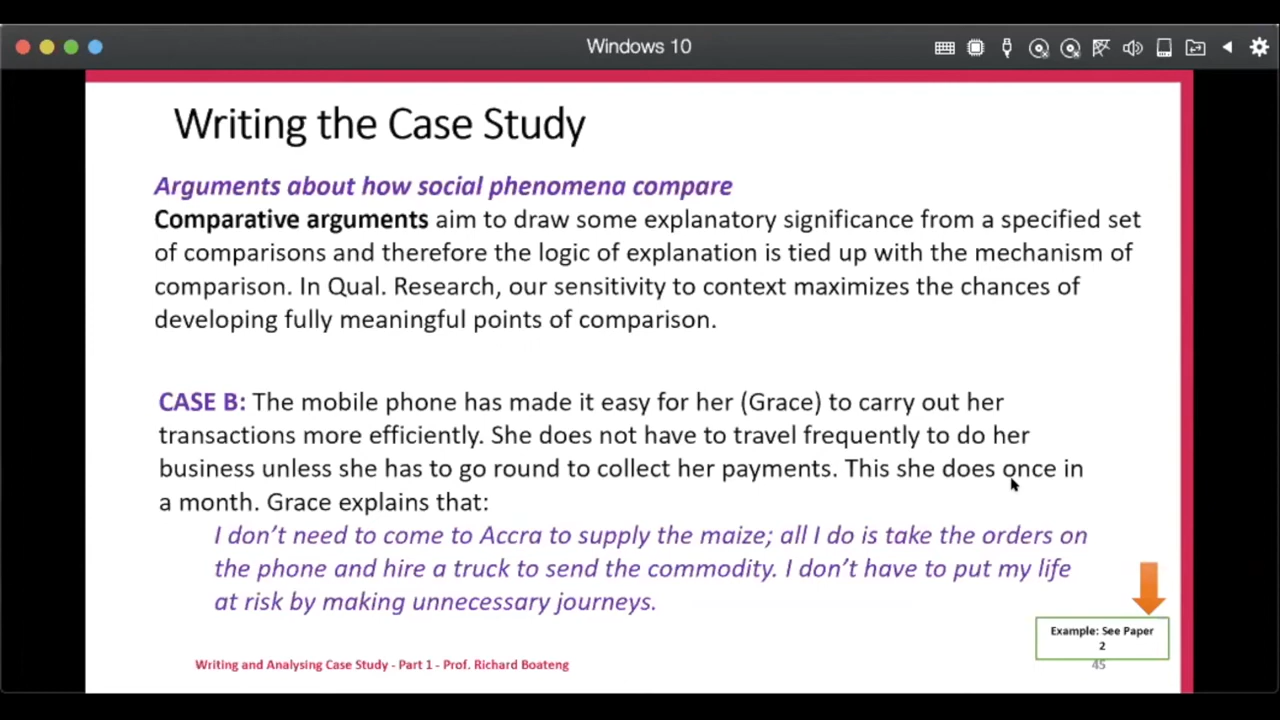 Windows 10
Writing the Case Study
Arguments about how social phenomena compare
Comparative arguments aim to draw some explanatory significance from a specified set
of comparisons and therefore the logic of explanation is tied up with the mechanism of
comparison. In Qual. Research, our sensitivity to context maximizes the chances of
developing fully meaningful points of comparison.
CASE B: The mobile phone has made it easy for her (Grace) to carry out her
transactions more efficiently. She does not have to travel frequently to do her
business unless she has to go round to collect her payments. This she does once in
a month. Grace explains that:
I don’t need to come to Accra to supply the maize; all I do is take the orders on
the phone and hire a truck to send the commodity. I don’t have to put my life
at risk by making unnecessary journeys.
Example: See Paper
2
Writing and Analysing Case Study - Part 1 - Prof. Richard Boateng
45